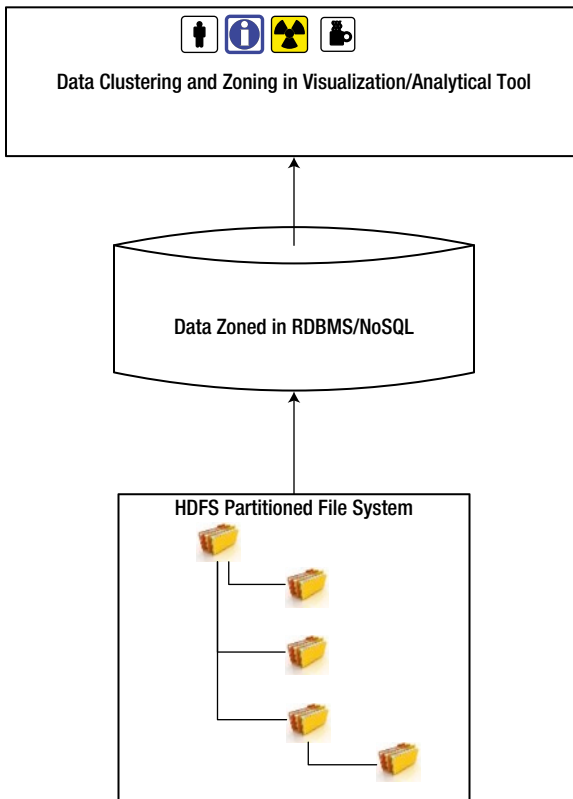 Data Clustering and Zoning in Visualization/Analytical Tool
Data Zoned in RDBMS/NoSQL
HDFS Partitioned File System